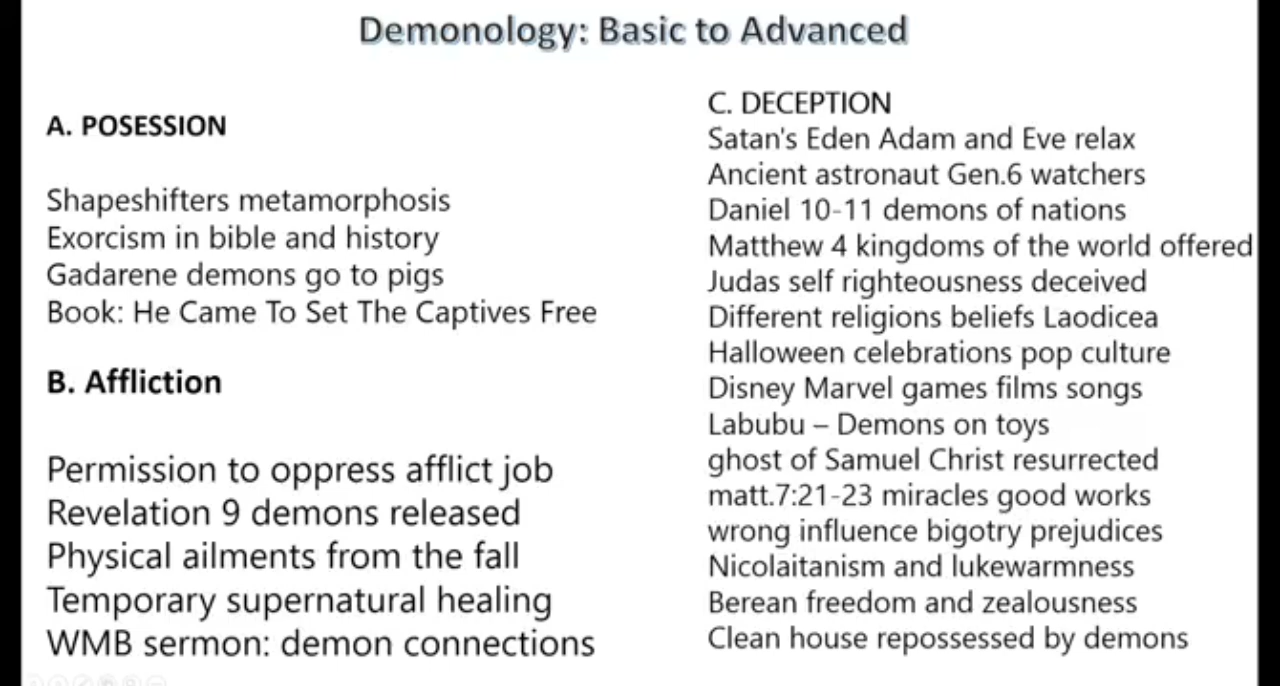 Demonology: Basic to Advanced
A. POSESSION
Shapeshifters metamorphosis
Exorcism in bible and history
Gadarene demons go to pigs
Book: He Came To Set The Captives Free
B. Affliction
Permission to oppress afflict job
Revelation 9 demons released
Physical ailments from the fall
Temporary supernatural healing
WMB sermon: demon connections
C. DECEPTION
Satan's Eden Adam and Eve relax
Ancient astronaut Gen.6 watchers
Daniel 10-11 demons of nations
Matthew 4 kingdoms of the world offered
Judas self righteousness deceived
Different religions beliefs Laodicea
Halloween celebrations pop culture
Disney Marvel games films songs
Labubu – Demons on toys
ghost of Samuel Christ resurrected
matt.7:21-23 miracles good works
wrong influence bigotry prejudices
Nicolaitanism and lukewarmness
Berean freedom and zealousness
Clean house repossessed by demons